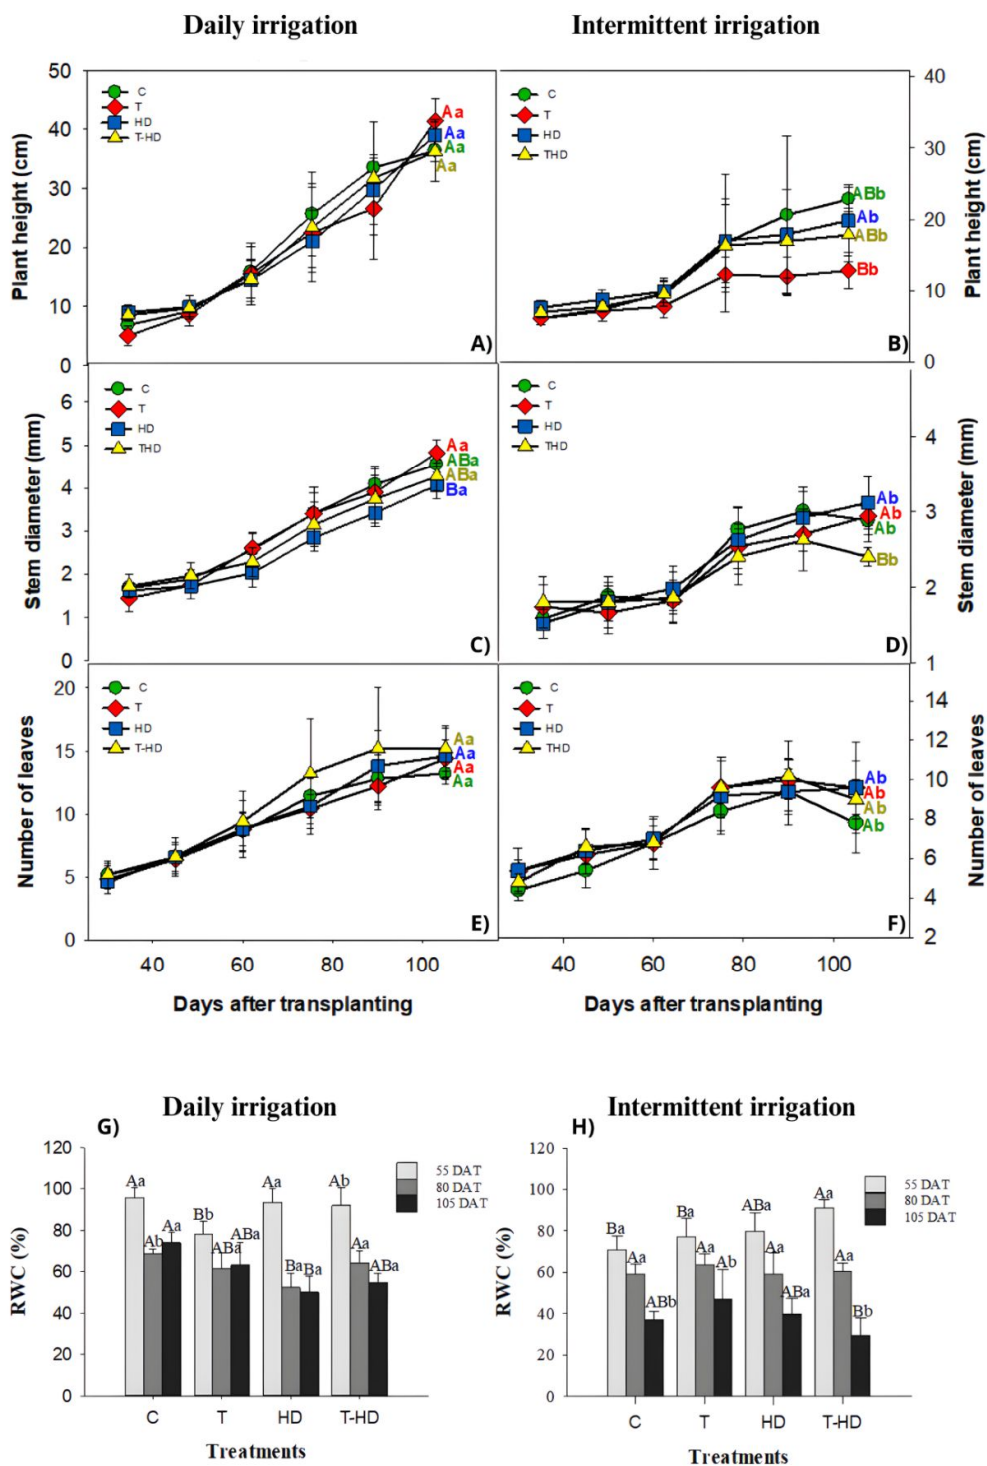 Daily irrigation
Intermittent irrigation
Plant height (cm)
50
40
30
20
10
0
C
T
HD
T-HD
Aa
Aa
Aa
Aa
A)
C
T
HD
THD
ABb
Ab
ABb
Bb
B)
40
30
20
10
0
Plant height (cm)
Stem diameter (mm)
6
5
4
3
2
1
0
C
T
HD
THD
Aa
ABa
ABa
Ba
C)
C
T
HD
THD
Ab
Ab
Ab
Bb
D)
4
3
2
1
Stem diameter (mm)
Number of leaves
20
15
10
5
0
C
T
HD
T-HD
Aa
Aa
Aa
Aa
E)
C
T
HD
THD
Ab
Ab
Ab
Ab
F)
14
12
10
8
6
4
2
Number of leaves
40 60 80 100
40 60 80 100
Days after transplanting
Days after transplanting
Daily irrigation
G)
RWC (%)
120
100
80
60
40
20
0
55 DAT
80 DAT
105 DAT
Aa Ab Aa
Bb ABa ABa
Aa Ba Ba
Ab Aa ABa
C T HD T-HD
Treatments
Intermittent irrigation
H)
RWC (%)
120
100
80
60
40
20
0
55 DAT
80 DAT
105 DAT
Ba Aa ABb
Ba Aa Ab
ABa Aa ABa
Aa Aa Bb
C T HD T-HD
Treatments